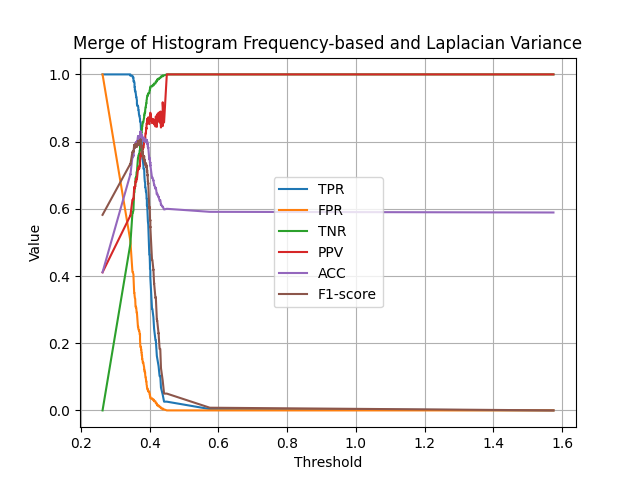 Merge of Histogram Frequency-based and Laplacian Variance
1.0
0.8
0.6
0.4
0.2
0.0
Value
TPR
FPR
TNR
PPV
ACC
F1-score
0.2 0.4 0.6 0.8 1.0 1.2 1.4 1.6
Threshold